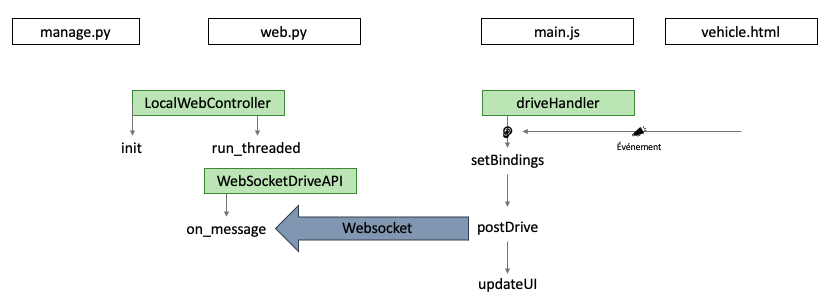 manage.py
web.py
main.js
vehicle.html
LocalWebController
driveHandler
init
run_threaded
Événement
setBindings
WebSocketDriveAPI
on_message
Websocket
postDrive
updateUI